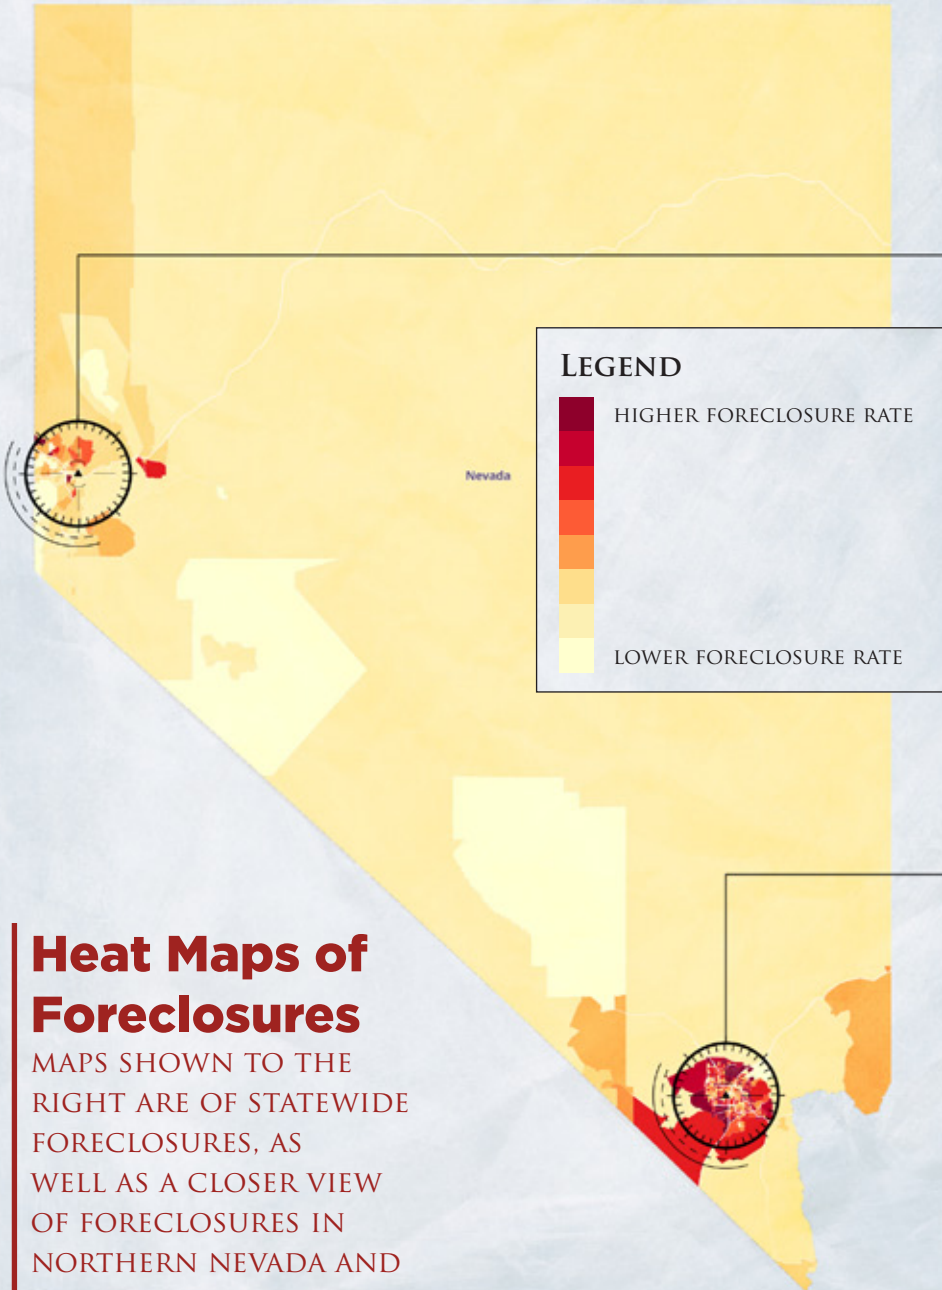 LEGEND
HIGHER FORECLOSURE RATE
Nevada
LOWER FORECLOSURE RATE
Heat Maps of
Foreclosures
MAPS SHOWN TO THE
RIGHT ARE OF STATEWIDE
FORECLOSURES, AS
WELL AS A CLOSER VIEW
OF FORECLOSURES IN
NORTHERN NEVADA AND